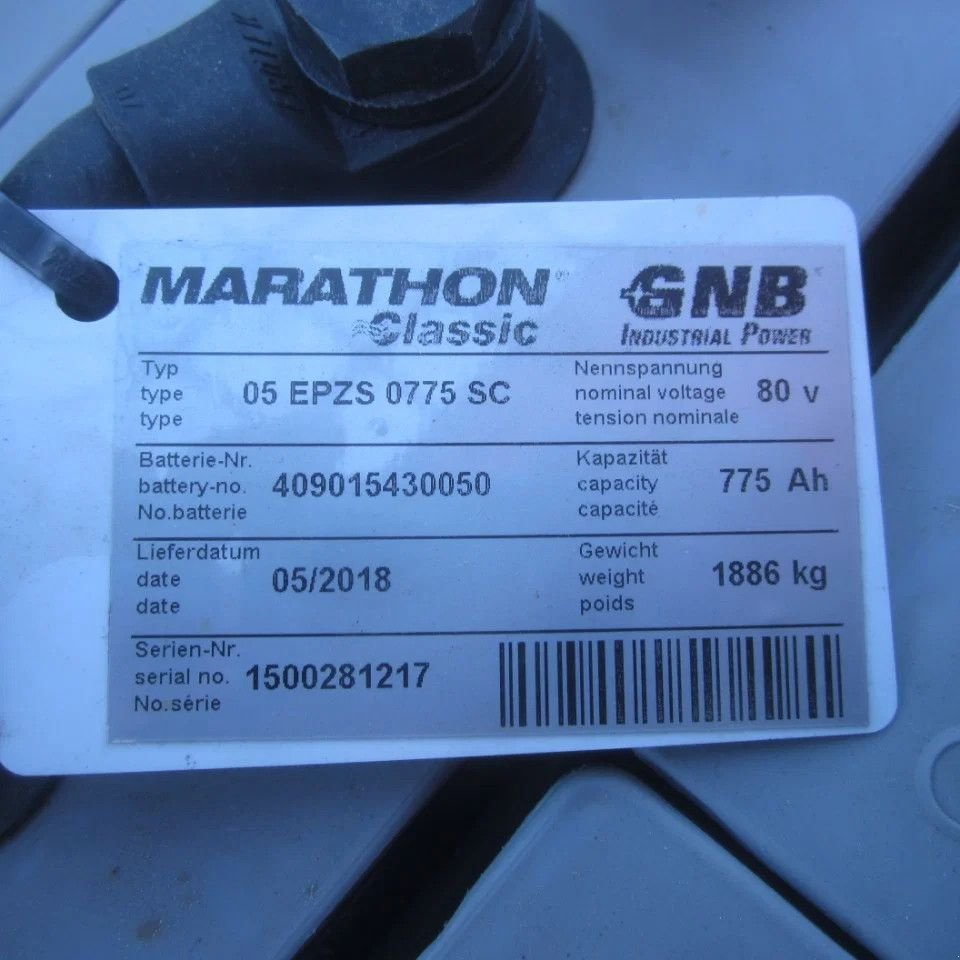 MARATHON
Classic
GNB
INDUSTRIAL POWER
Typ
type
type
05 EPZS 0775 SC
Nennspannung
nominal voltage
tension nominale
80 V
Batterie-Nr.
battery-no.
No.batterie
409015430050
Kapazität
capacity
capacité
775 Ah
Lieferdatum
date
date
05/2018
Gewicht
weight
poids
1886 kg
Serien-Nr.
serial no.
No.série
1500281217